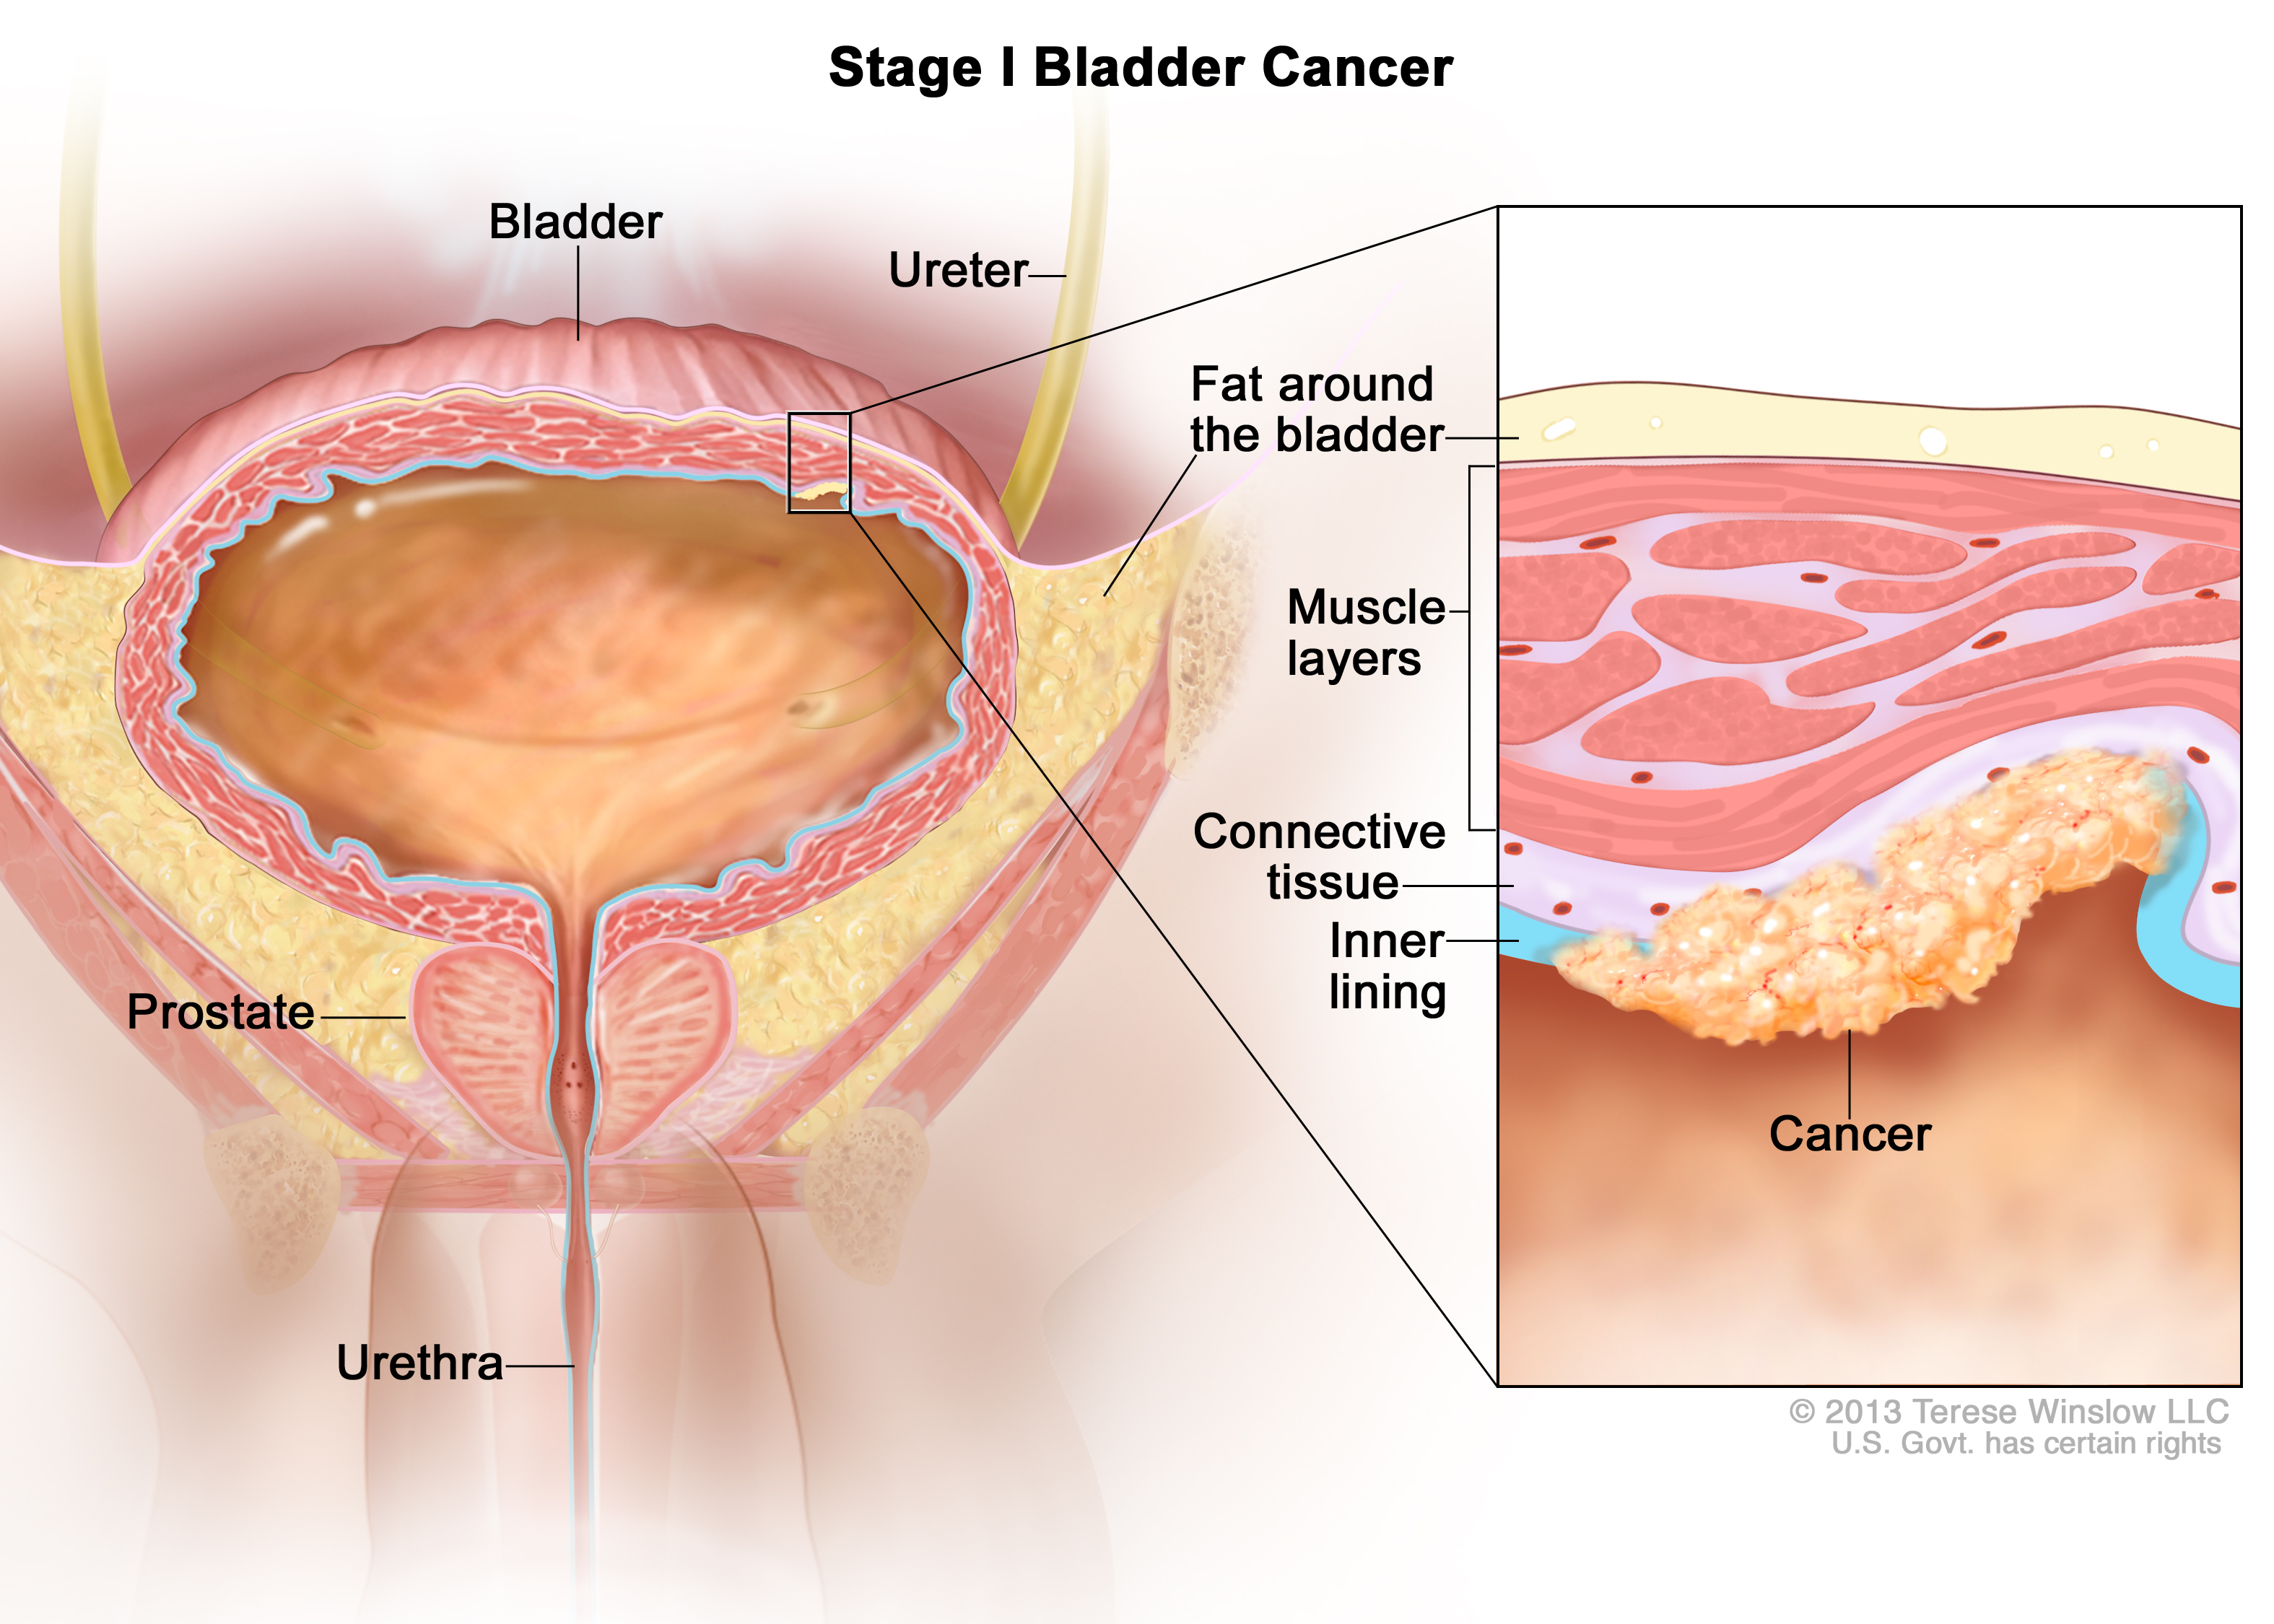 Stage I Bladder Cancer
Bladder
Ureter
Fat around
the bladder
Muscle
layers
Connective
tissue
Inner
lining
Prostate
Cancer
Urethra
© 2013 Terese Winslow LLC
U.S. Govt. has certain rights